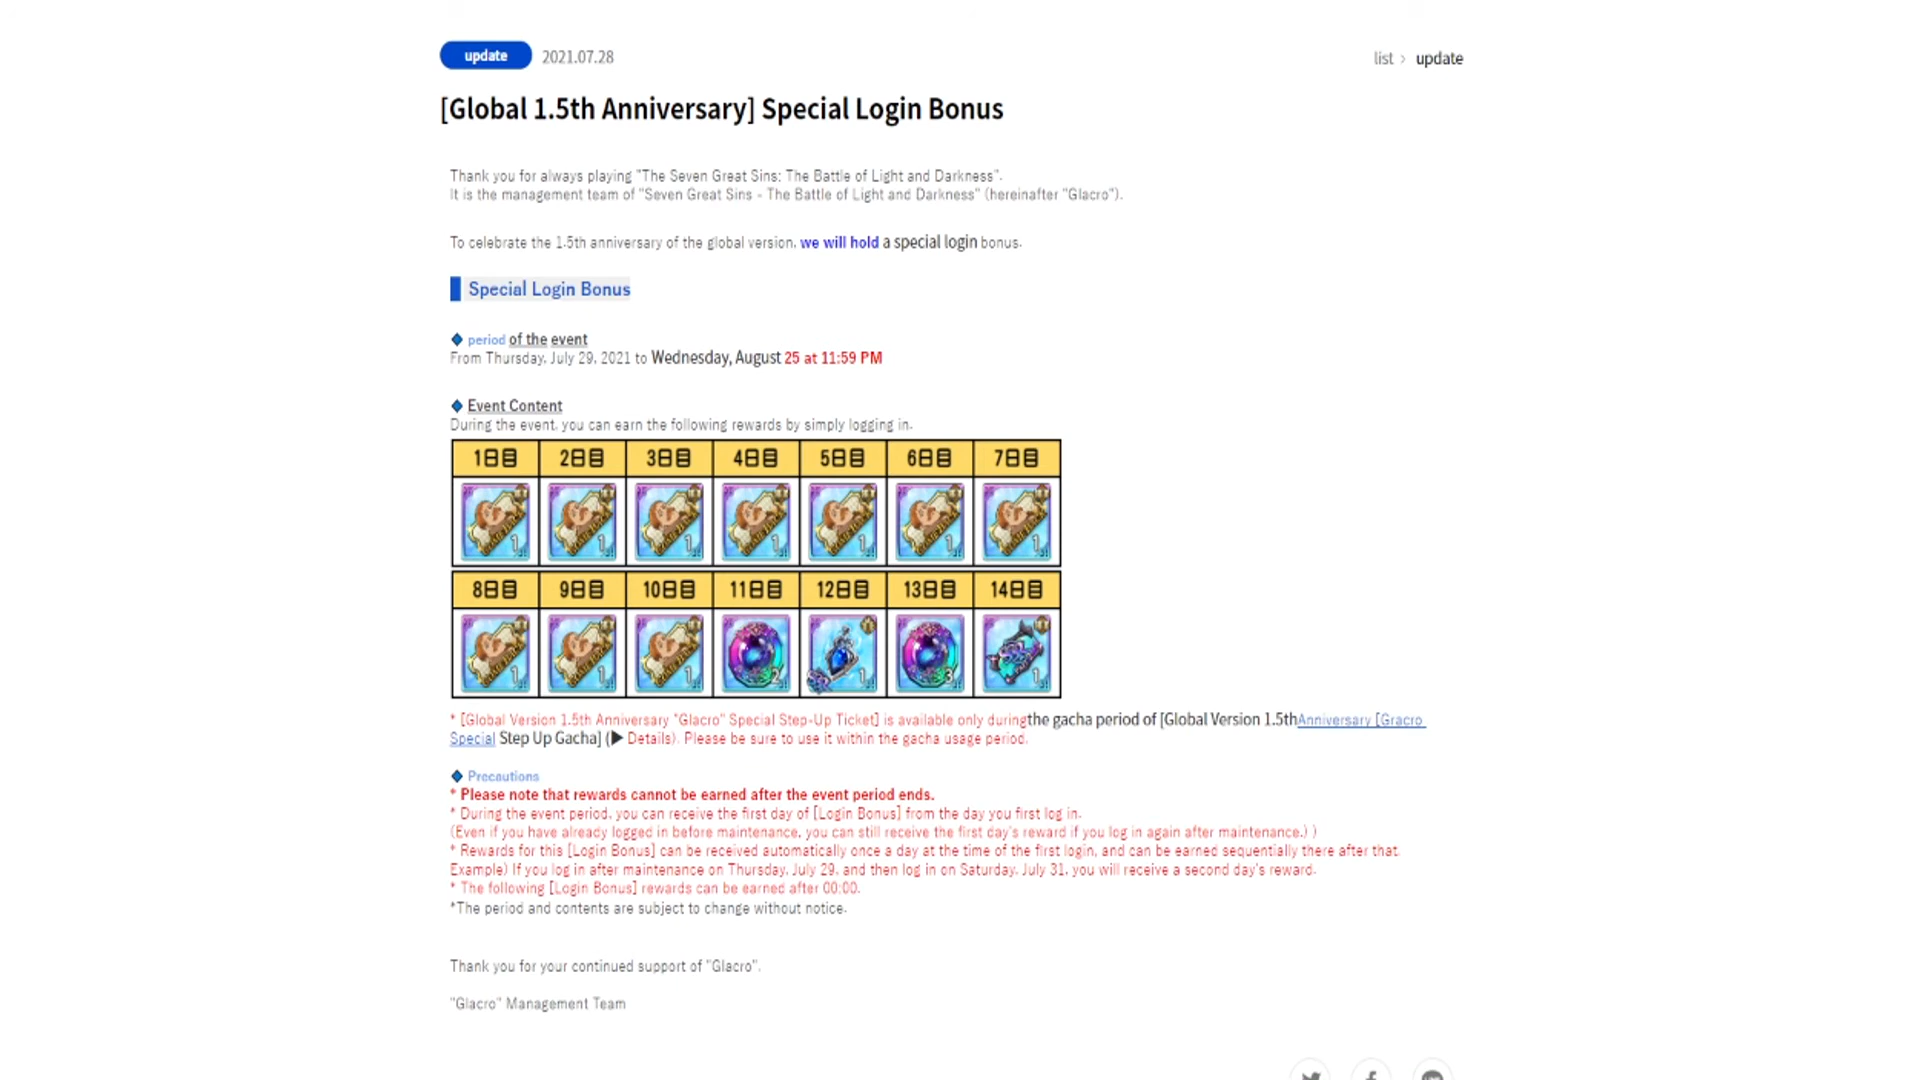 update 2021.07.28 list > update
[Global 1.5th Anniversary] Special Login Bonus
Thank you for always playing "The Seven Great Sins: The Battle of Light and Darkness".
It is the management team of "Seven Great Sins - The Battle of Light and Darkness" (hereinafter "Glacro").
To celebrate the 1.5th anniversary of the global version, we will hold a special login bonus.
Special Login Bonus
◆ period of the event
From Thursday, July 29, 2021 to Wednesday, August 25 at 11:59 PM
◆ Event Content
During the event, you can earn the following rewards by simply logging in.
1日目 2日目 3日目 4日目 5日目 6日目 7日目
1 1 1 1 1 1 1
8日目 9日目 10日目 11日目 12日目 13日目 14日目
1 1 1 2 1 3 1
* [Global Version 1.5th Anniversary "Glacro" Special Step-Up Ticket] is available only duringthe gacha period of [Global Version 1.5thAnniversary [Gracro
Special Step Up Gacha] (▶ Details). Please be sure to use it within the gacha usage period.
◆ Precautions
* Please note that rewards cannot be earned after the event period ends.
* During the event period, you can receive the first day of [Login Bonus] from the day you first log in.
(Even if you have already logged in before maintenance, you can still receive the first day's reward if you log in again after maintenance.) )
* Rewards for this [Login Bonus] can be received automatically once a day at the time of the first login, and can be earned sequentially there after that.
Example) If you log in after maintenance on Thursday, July 29, and then log in on Saturday, July 31, you will receive a second day's reward.
* The following [Login Bonus] rewards can be earned after 00:00.
*The period and contents are subject to change without notice.
Thank you for your continued support of "Glacro".
"Glacro" Management Team